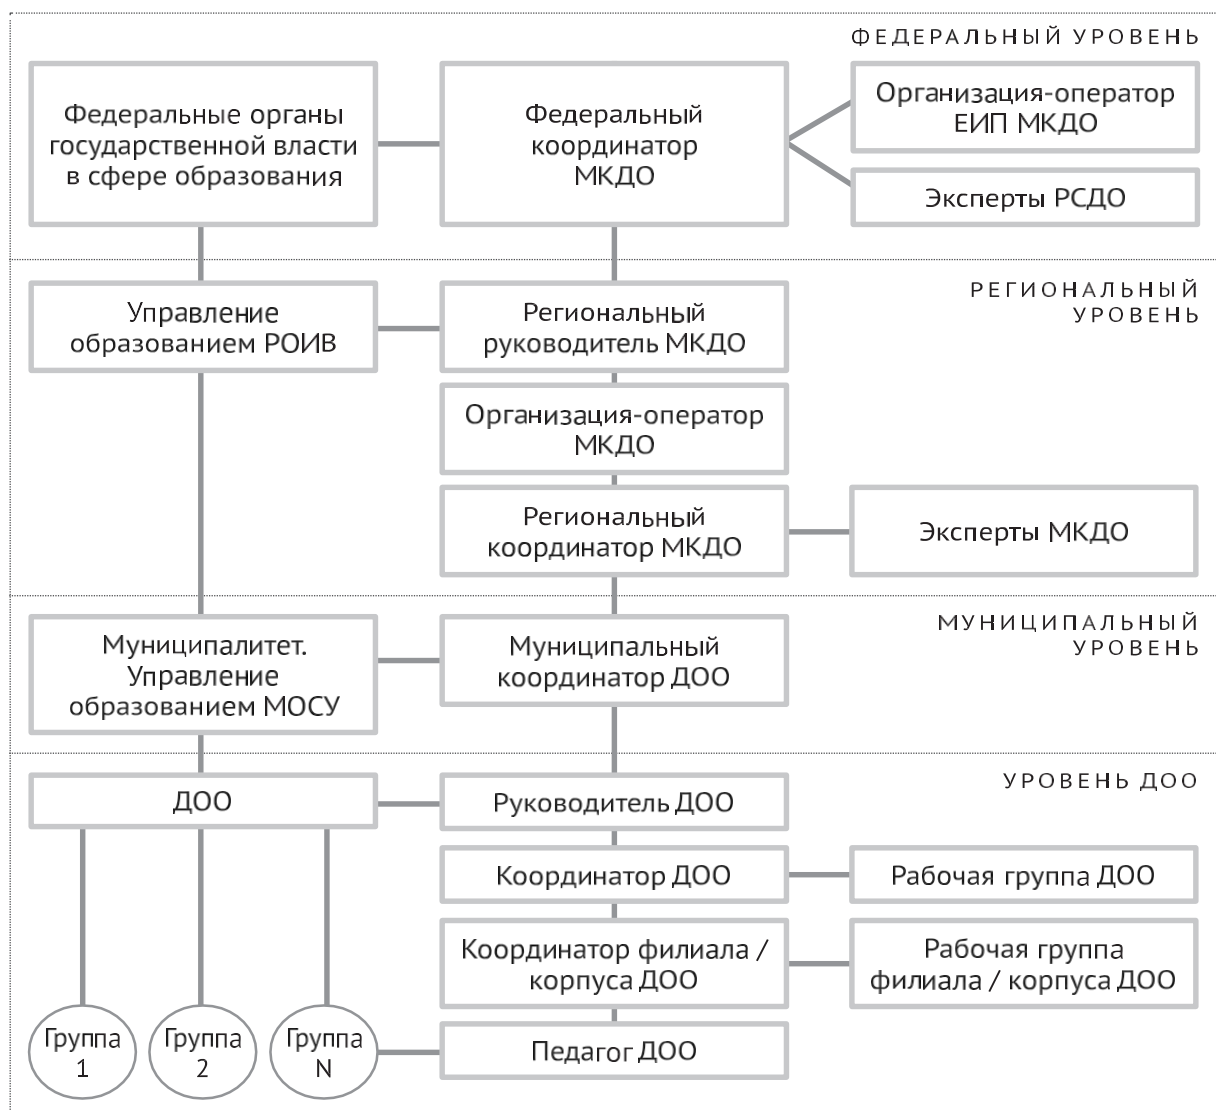 ФЕДЕРАЛЬНЫЙ УРОВЕНЬ
Федеральные органы
государственной власти
в сфере образования
Федеральный
координатор
МКДО
Организация-оператор
ЕИП МКДО
Эксперты РСДО
РЕГИОНАЛЬНЫЙ
УРОВЕНЬ
Управление
образованием РОИВ
Региональный
руководитель МКДО
Организация-оператор
МКДО
Региональный
координатор МКДО
Эксперты МКДО
МУНИЦИПАЛЬНЫЙ
УРОВЕНЬ
Муниципалитет.
Управление
образованием МОСУ
Муниципальный
координатор ДОО
УРОВЕНЬ ДОО
ДОО
Руководитель ДОО
Координатор ДОО
Рабочая группа ДОО
Координатор филиала /
корпуса ДОО
Рабочая группа
филиала / корпуса ДОО
Группа
1
Группа
2
Группа
N
Педагог ДОО